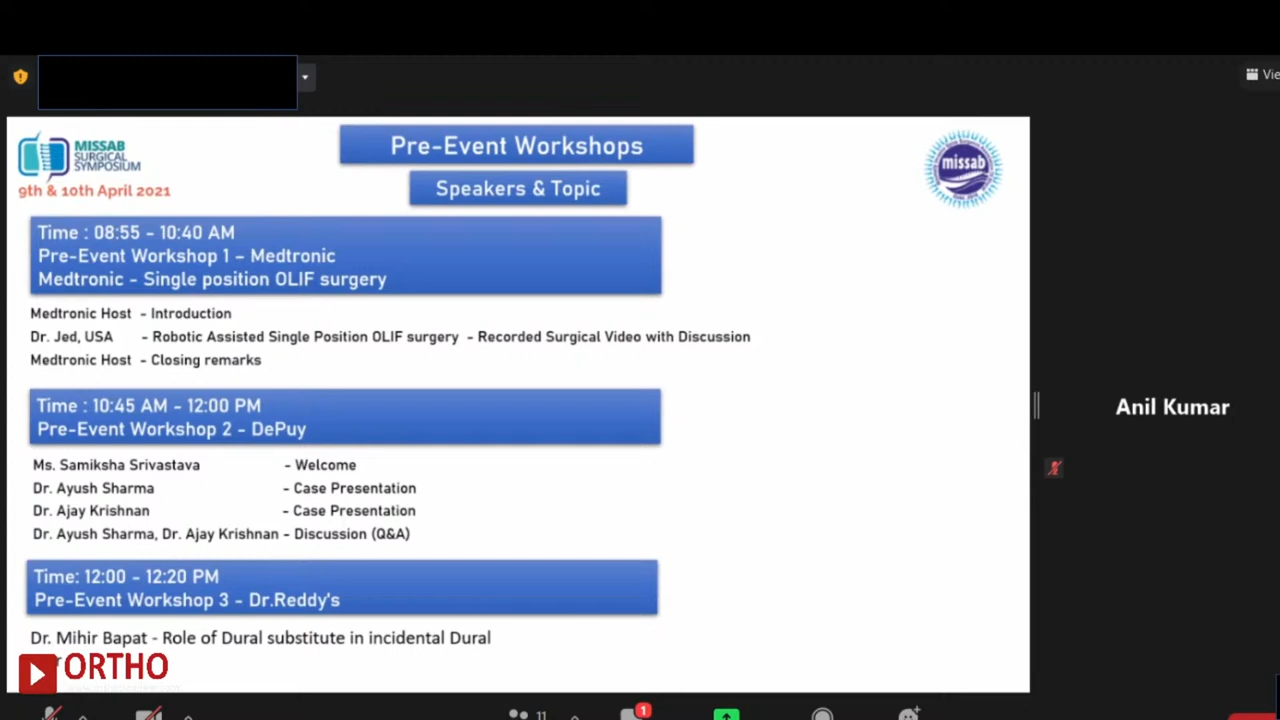 Vie
MISSAB
SURGICAL
SYMPOSIUM
9th & 10th April 2021
Pre-Event Workshops
Speakers & Topic
missab
Time : 08:55 - 10:40 AM
Pre-Event Workshop 1 – Medtronic
Medtronic - Single position OLIF surgery
Medtronic Host - Introduction
Dr. Jed, USA - Robotic Assisted Single Position OLIF surgery - Recorded Surgical Video with Discussion
Medtronic Host - Closing remarks
Time : 10:45 AM - 12:00 PM
Pre-Event Workshop 2 - DePuy
Ms. Samiksha Srivastava - Welcome
Dr. Ayush Sharma - Case Presentation
Dr. Ajay Krishnan - Case Presentation
Dr. Ayush Sharma, Dr. Ajay Krishnan - Discussion (Q&A)
Time: 12:00 - 12:20 PM
Pre-Event Workshop 3 - Dr.Reddy's
Dr. Mihir Bapat - Role of Dural substitute in incidental Dural
ORTHO
Anil Kumar
11
1